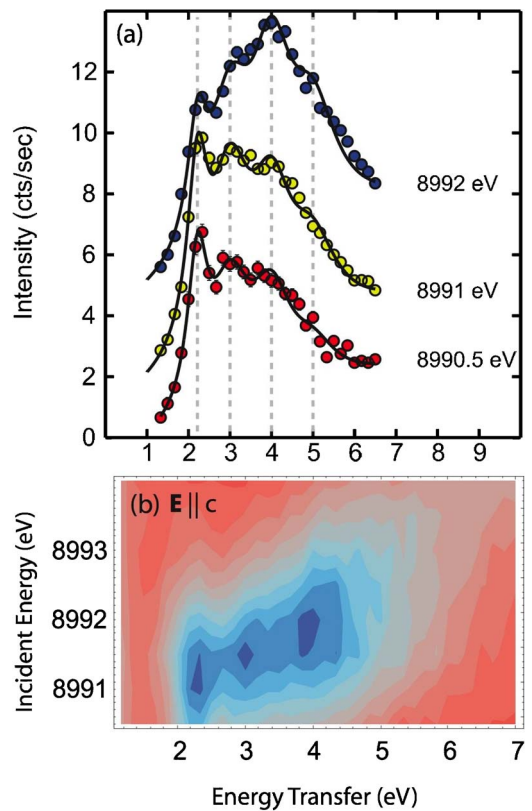 (a)
14
12
10
8
6
4
2
0
Intensity (cts/sec)
8992 eV
8991 eV
8990.5 eV
1 2 3 4 5 6 7 8 9
(b) E || c
8993
8992
8991
Incident Energy (eV)
2 3 4 5 6 7
Energy Transfer (eV)